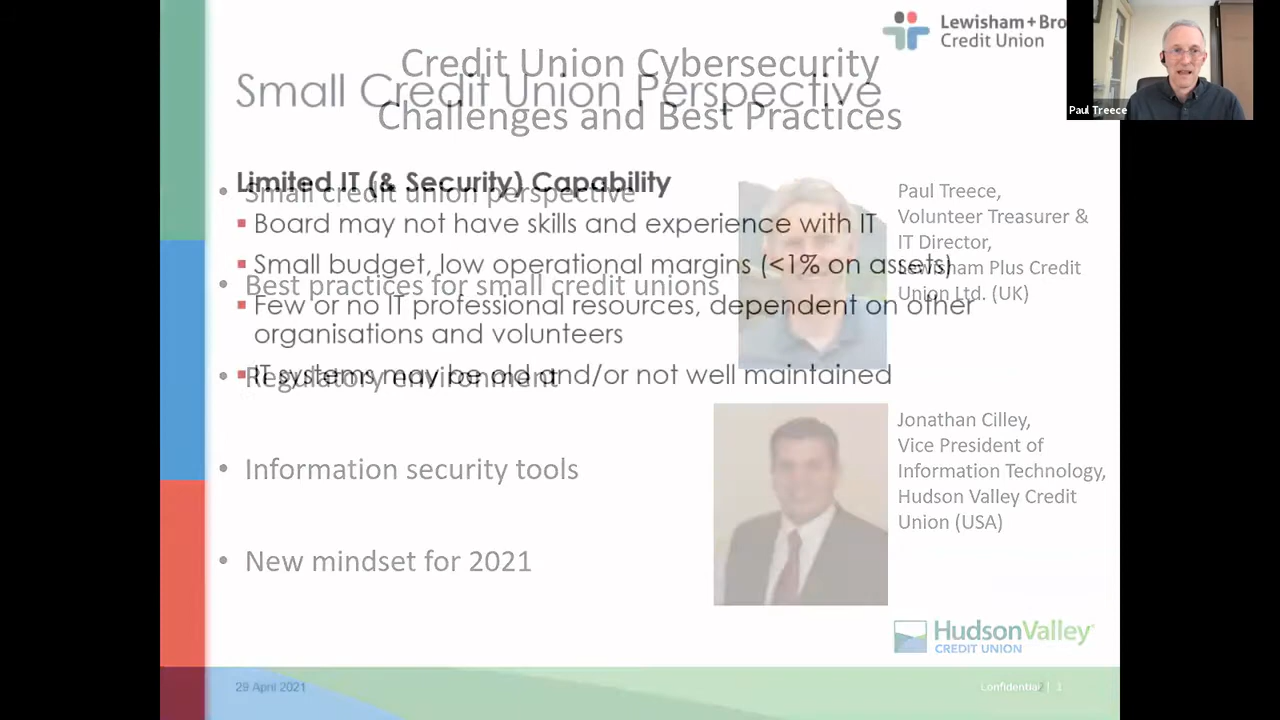 Lewisham+Bro
Credit Union
Paul Treece
Credit Union Cybersecurity
Challenges and Best Practices
Small Credit Union Perspective
Limited IT (& Security) Capability
Board may not have skills and experience with IT
Small budget, low operational margins (<1% on assets)
Few or no IT professional resources, dependent on other
organisations and volunteers
IT systems may be old and/or not well maintained
• Small credit union perspective
• Best practices for small credit unions
• Regulatory environment
• Information security tools
• New mindset for 2021
Paul Treece,
Volunteer Treasurer &
IT Director,
Lewisham Plus Credit
Union Ltd. (UK)
Jonathan Cilley,
Vice President of
Information Technology,
Hudson Valley Credit
Union (USA)
HudsonValley
CREDIT UNION
29 April 2021
Confidential |